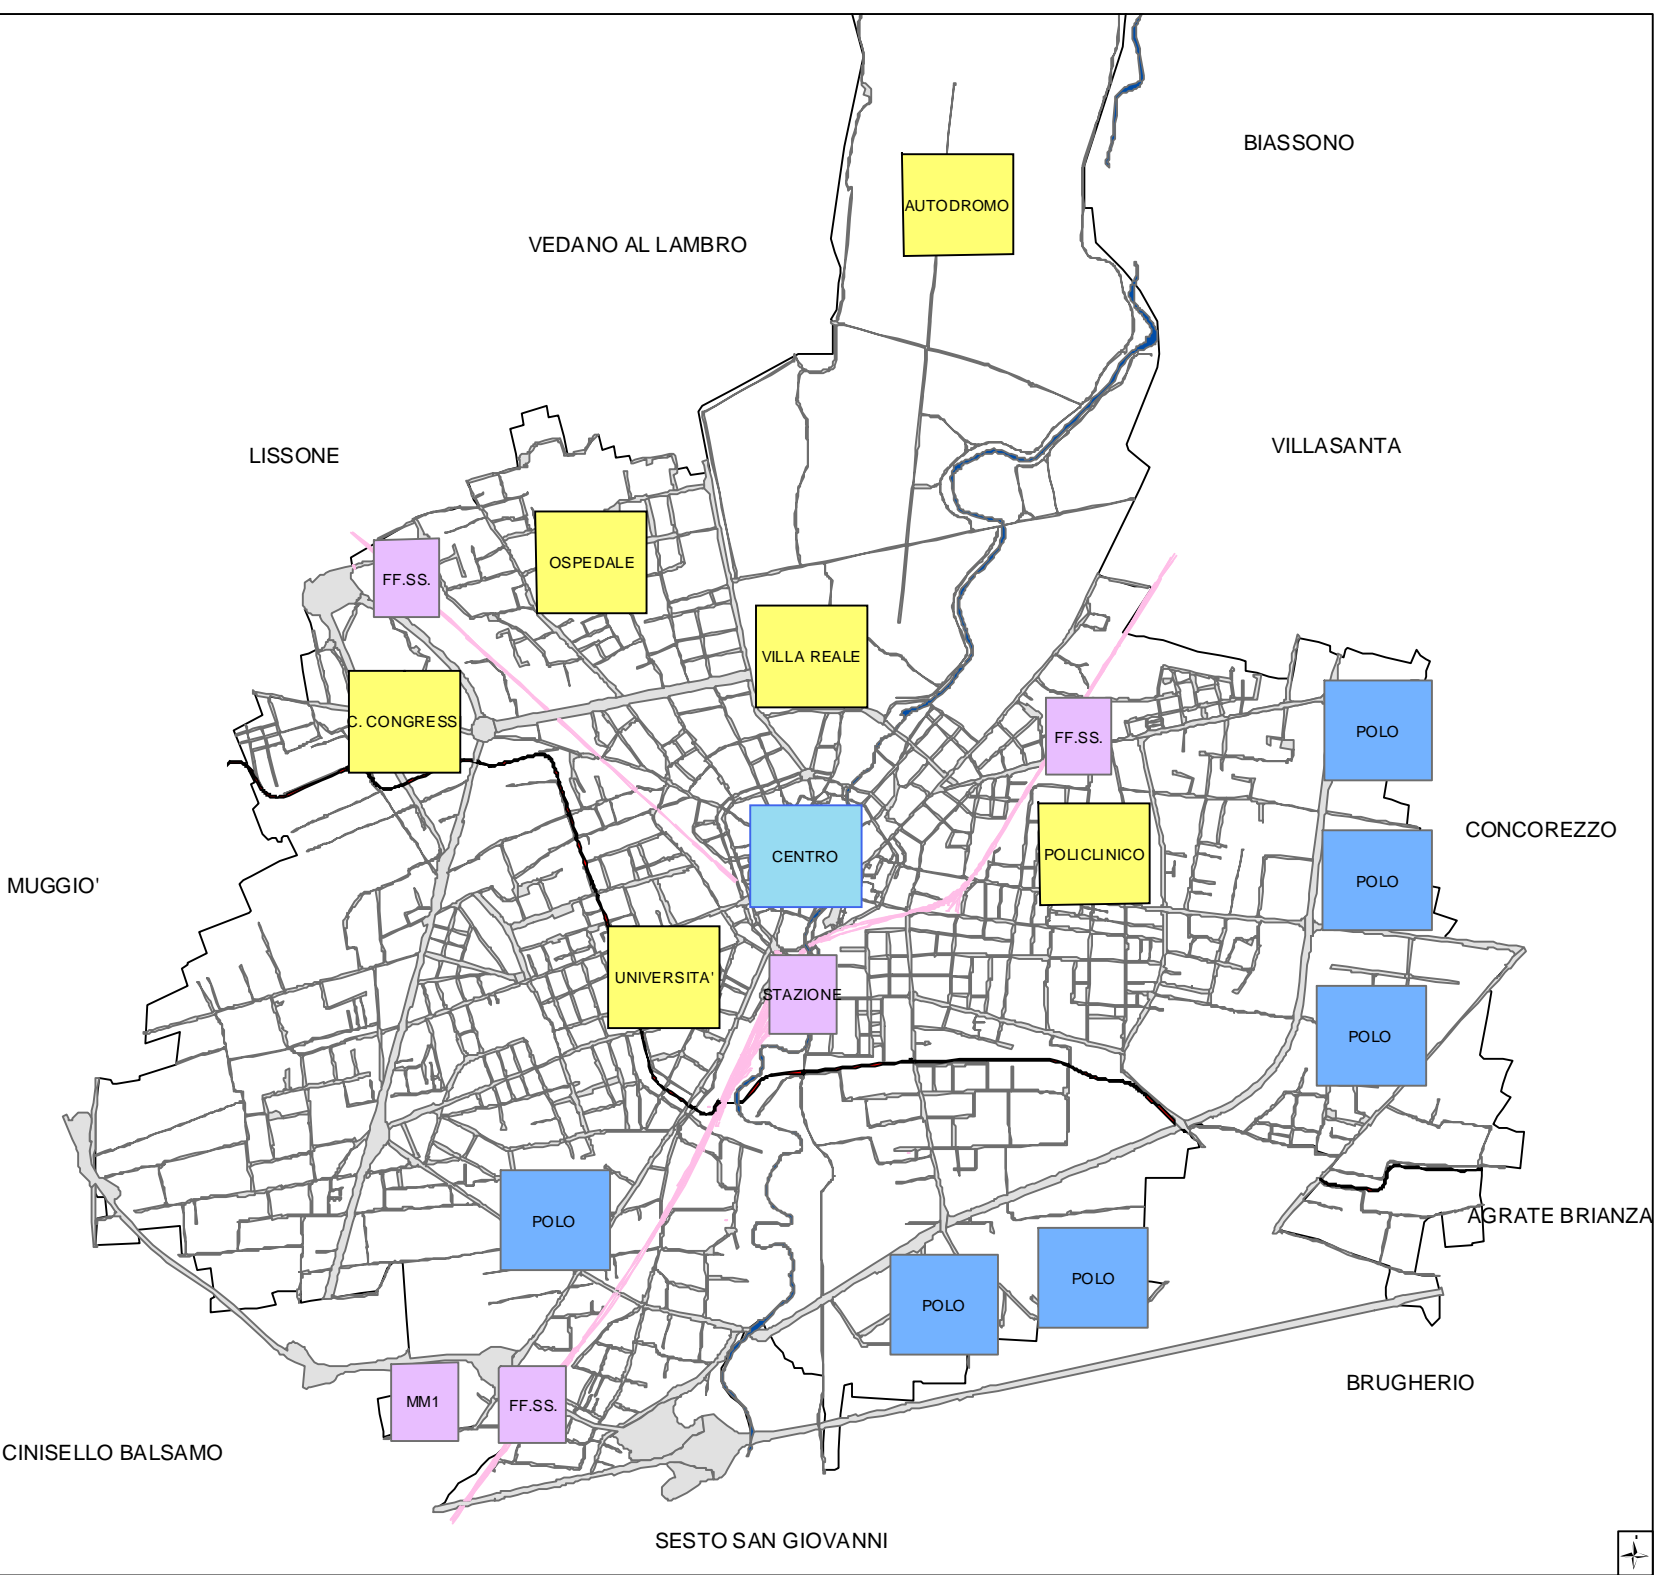 BIASSONO
AUTODROMO
VEDANO AL LAMBRO
LISSONE
VILLASANTA
OSPEDALE
FF.SS.
VILLA REALE
C. CONGRESS
FF.SS.
POLO
CONCOREZZO
CENTRO
POLICLINICO
POLO
MUGGIO'
UNIVERSITA'
STAZIONE
POLO
POLO
AGRATE BRIANZA
POLO
POLO
BRUGHERIO
MM1
FF.SS.
CINISELLO BALSAMO
SESTO SAN GIOVANNI